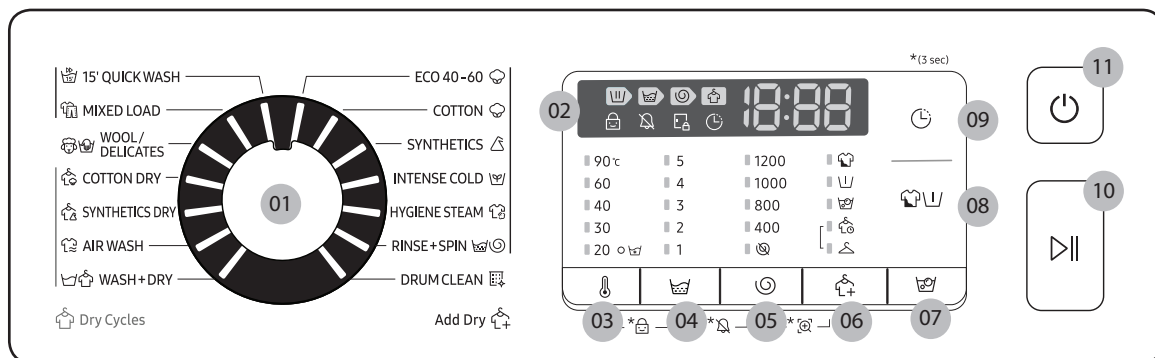 *(3 sec)
15' QUICK WASH
MIXED LOAD
WOOL/
DELICATES
COTTON DRY
SYNTHETICS DRY
AIR WASH
WASH+DRY
Dry Cycles
01
ECO 40-60
COTTON
SYNTHETICS
INTENSE COLD
HYGIENE STEAM
RINSE+SPIN
DRUM CLEAN
Add Dry
02
18:88
90℃ 5 1200
60 4 1000
40 3 800
30 2 400
20 1
03 * 04 * 05 * 06 07
09
08
11
10